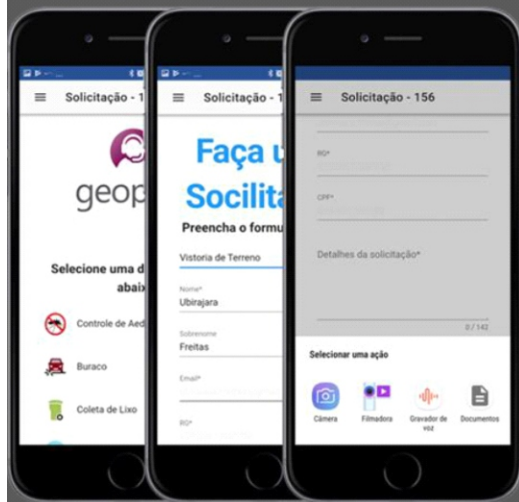 Solicitação - 1
geop
Selecione uma d
abaix
Controle de Aed
Buraco
Coleta de Lixo
Solicitação - 1
Faça u
Socilita
Preencha o formu
Vistoria de Terreno
Nome*
Ubirajara
Sobrenome
Freitas
Email*
RG*
Solicitação - 156
RG*
CPF*
Detalhes da solicitação*
0 / 142
Selecionar uma ação
Câmera
Filmadora
Gravador de
voz
Documentos